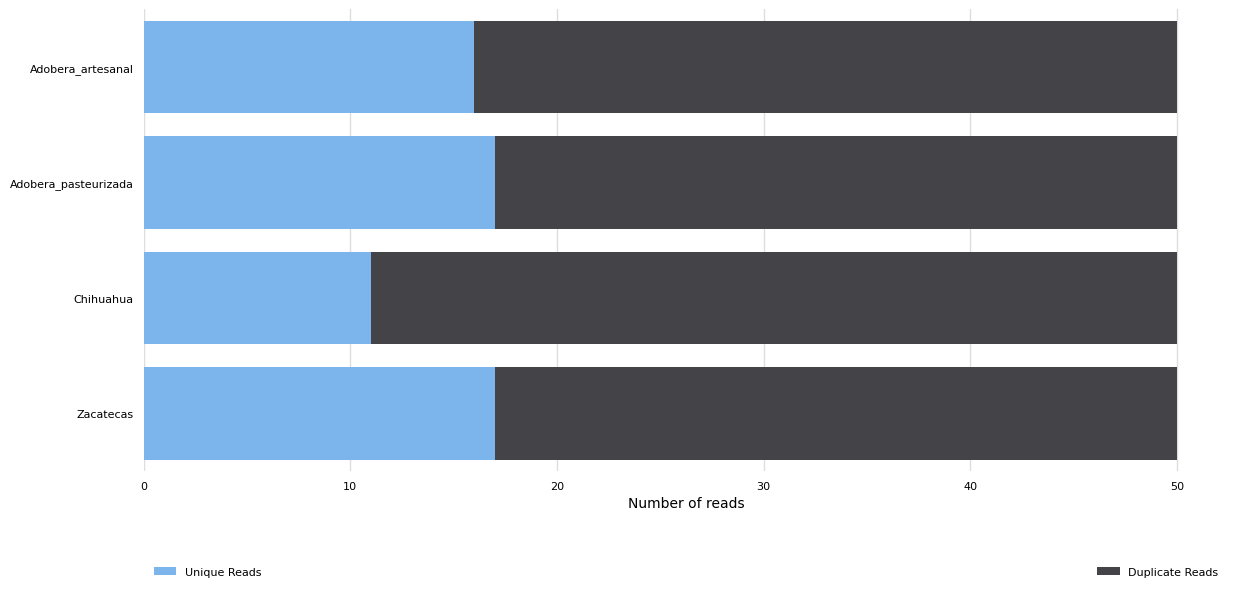 Adobera_artesanal
Adobera_pasteurizada
Chihuahua
Zacatecas
0 10 20 30 40 50
Number of reads
Unique Reads Duplicate Reads